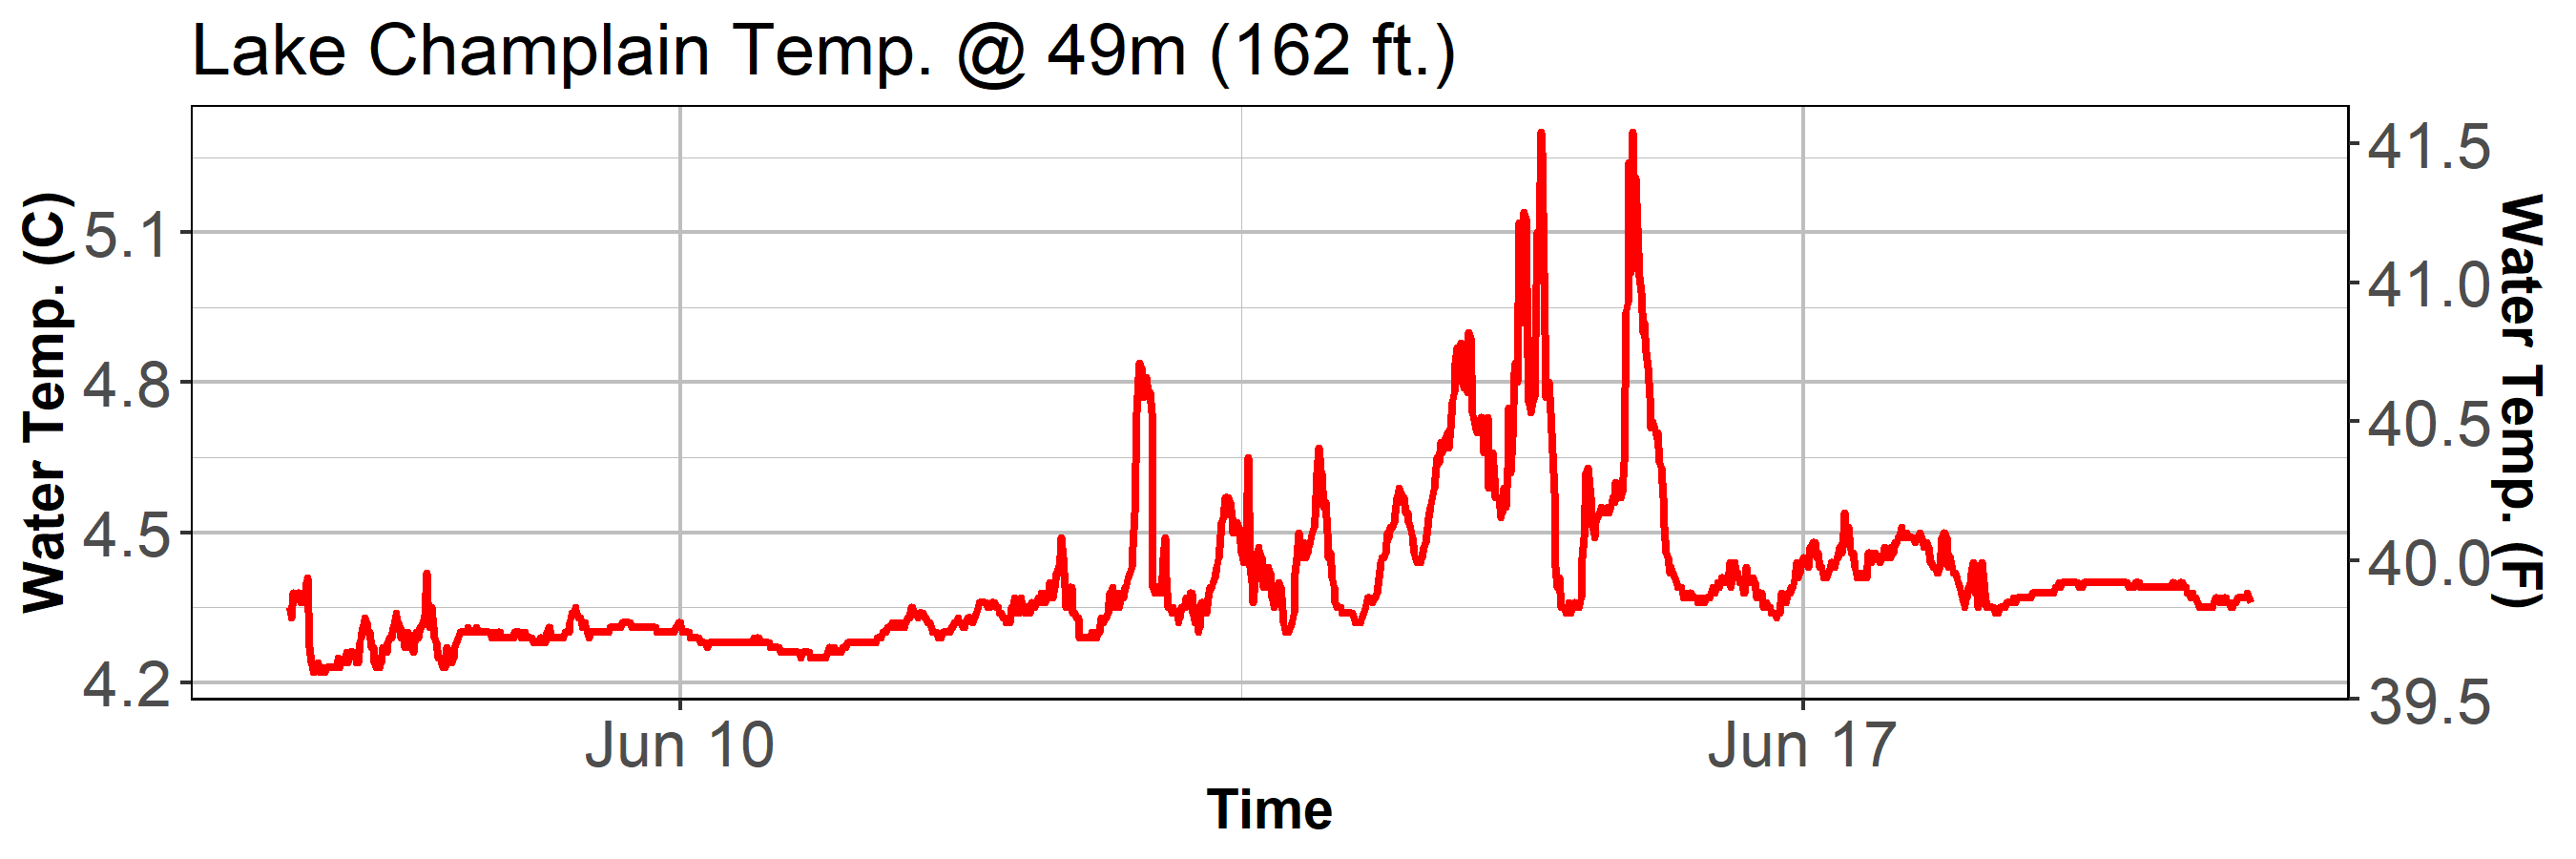 Lake Champlain Temp. @ 49m (162 ft.)
Water Temp. (C)
5.1
4.8
4.5
4.2
41.5
41.0
40.5
40.0
39.5
Water Temp. (F)
Jun 10
Jun 17
Time